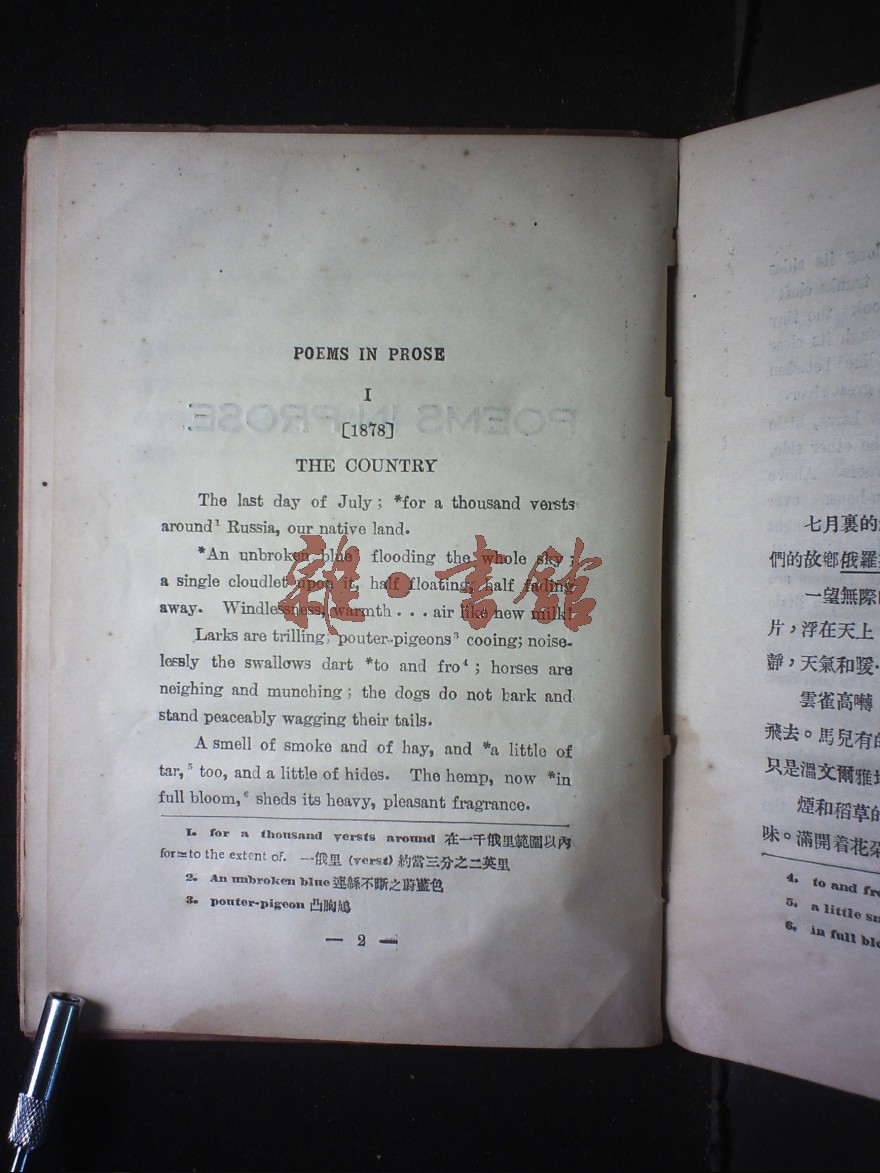 POEMS IN PROSE
I
[1878]
THE COUNTRY
The last day of July; *for a thousand versts
around¹ Russia, our native land.
*An unbroken blue² flooding the whole sky;
a single cloudlet upon it, half floating, half fading
away. Windlessness, warmth . . . air like new milk!
Larks are trilling; pouter-pigeons³ cooing; noise-
lessly the swallows dart *to and fro⁴; horses are
neighing and munching; the dogs do not bark and
stand peaceably wagging their tails.
A smell of smoke and of hay, and *a little of
tar,⁵ too, and a little of hides. The hemp, now *in
full bloom,⁶ sheds its heavy, pleasant fragrance.
1. for a thousand versts around 在一千俄里範圍以內
for=to the extent of. 一俄里 (verst) 約當三分之二英里
2. An unbroken blue 連緜不斷之蔚藍色
3. pouter-pigeon 凸胸鳩
— 2 —
雜·書館
七月裏的
們的故鄉俄羅
一望無際
片，浮在天上
靜，天氣和暖·
雲雀高囀
飛去。馬兒有的
只是溫文爾雅
煙和稻草的
味。滿開着花朶
4. to and fro
5. a little
6. in full